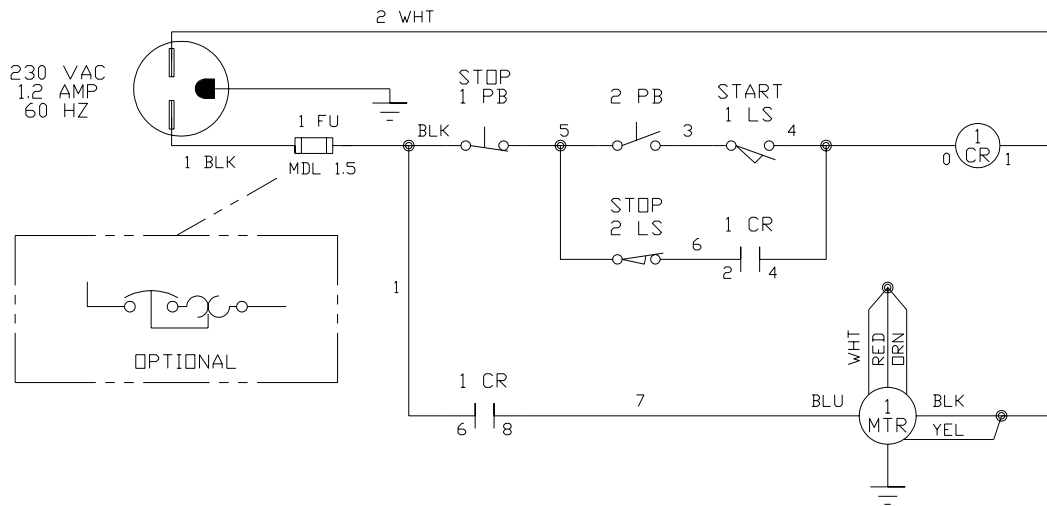 2 WHT
230 VAC
1.2 AMP
60 HZ
1 FU
1 BLK
MDL 1.5
BLK
STOP
1 PB
5
2 PB
3
START
1 LS
4
1
CR
0
1
STOP
2 LS
6
1 CR
2
4
1
OPTIONAL
1 CR
6
8
7
WHT
RED
ORN
BLU
1
MTR
BLK
YEL